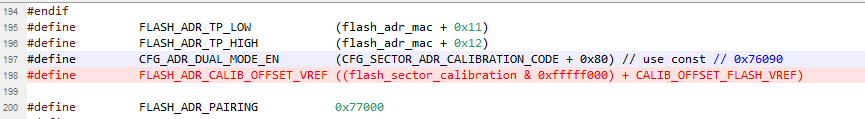 194 #endif
195 #define FLASH_ADR_TP_LOW (flash_adr_mac + 0x11)
196 #define FLASH_ADR_TP_HIGH (flash_adr_mac + 0x12)
197 #define CFG_ADR_DUAL_MODE_EN (CFG_SECTOR_ADR_CALIBRATION_CODE + 0x80) // use const // 0x76090
198 #define FLASH_ADR_CALIB_OFFSET_VREF ((flash_sector_calibration & 0xfffff000) + CALIB_OFFSET_FLASH_VREF)
199
200 #define FLASH_ADR_PAIRING 0x77000